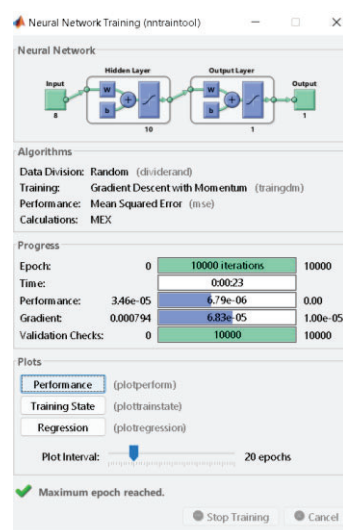 Neural Network Training (nntraintool)
Neural Network
Hidden Layer
Output Layer
Input
W
b
W
b
Output
8
10
1
1
Algorithms
Data Division: Random (dividerand)
Training: Gradient Descent with Momentum (traingdm)
Performance: Mean Squared Error (mse)
Calculations: MEX
Progress
Epoch: 0 10000 iterations 10000
Time: 0:00:23
Performance: 3.46e-05 6.79e-06 0.00
Gradient: 0.000794 6.83e-05 1.00e-05
Validation Checks: 0 10000 10000
Plots
Performance (plotperform)
Training State (plottrainstate)
Regression (plotregression)
Plot Interval: 20 epochs
Maximum epoch reached.
Stop Training Cancel